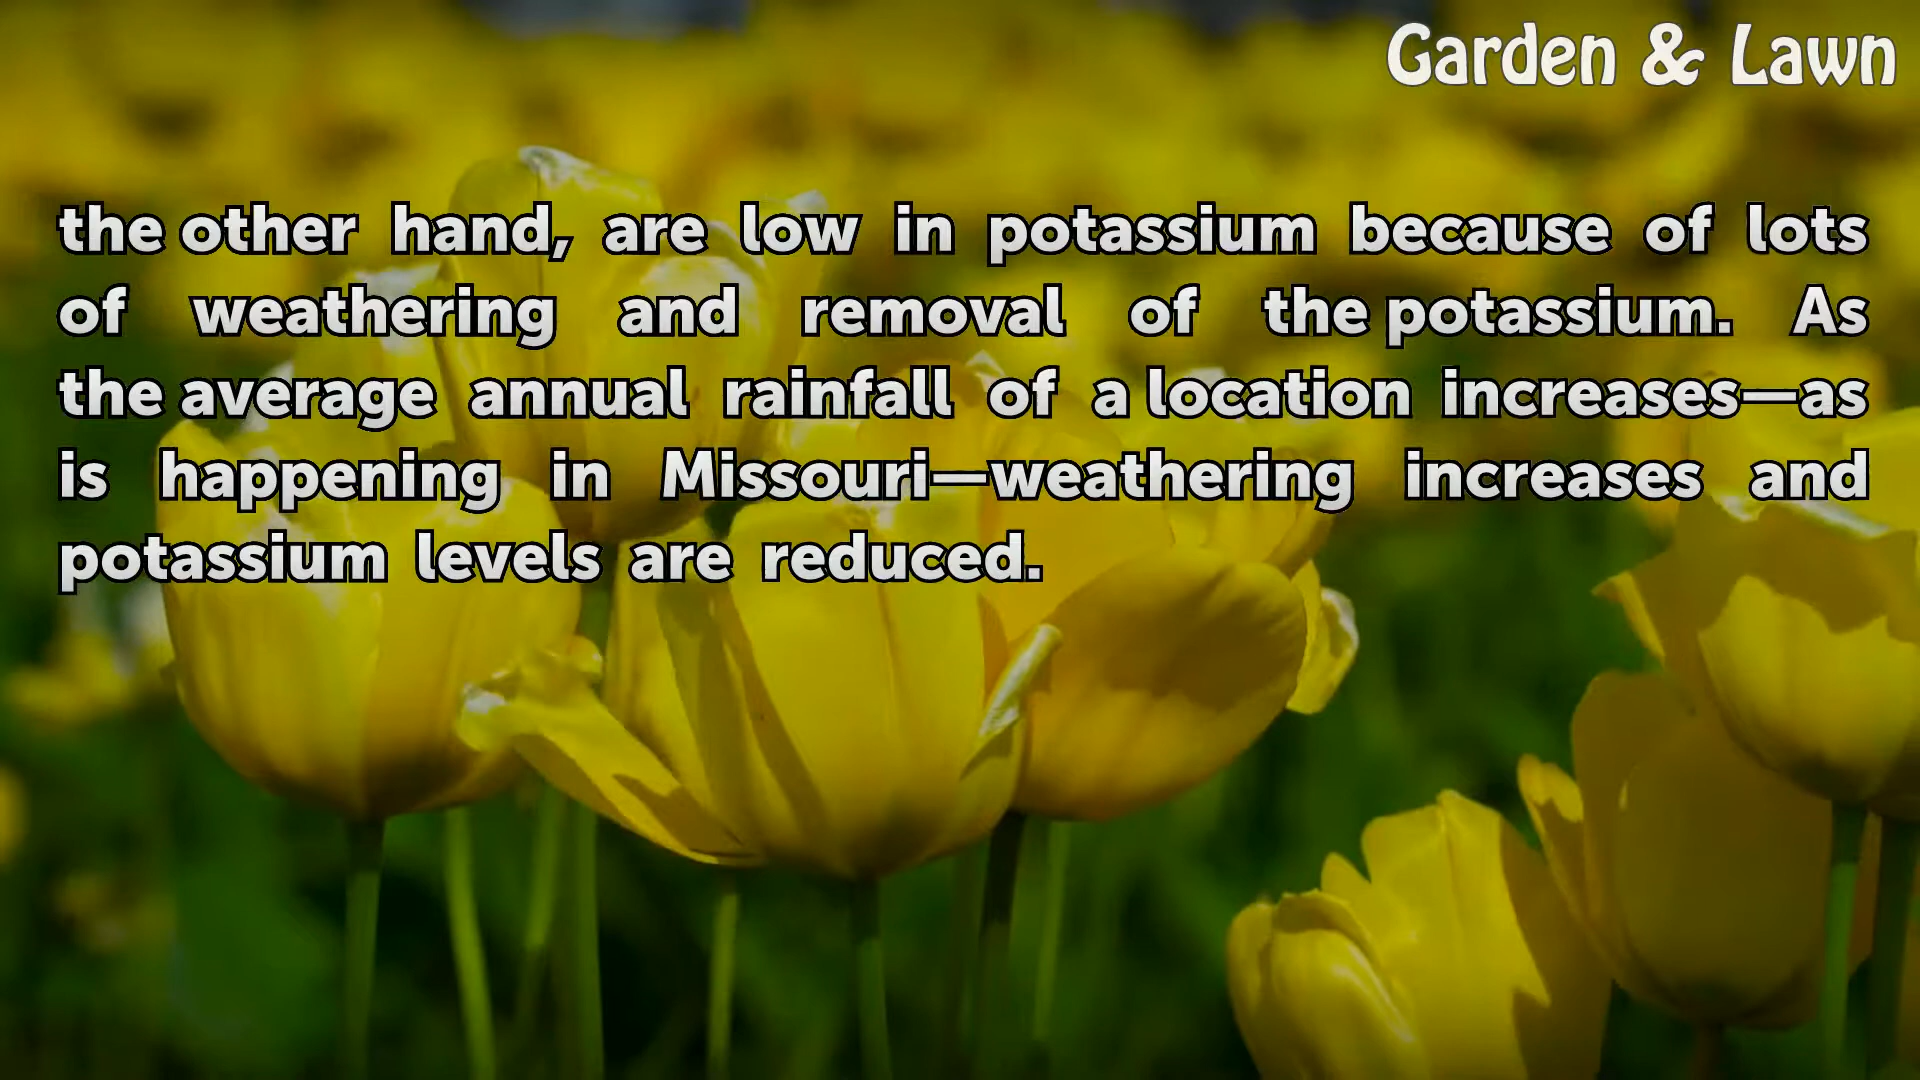 Garden & Lawn
the other hand, are low in potassium because of lots
of weathering and removal of the potassium. As
the average annual rainfall of a location increases—as
is happening in Missouri—weathering increases and
potassium levels are reduced.